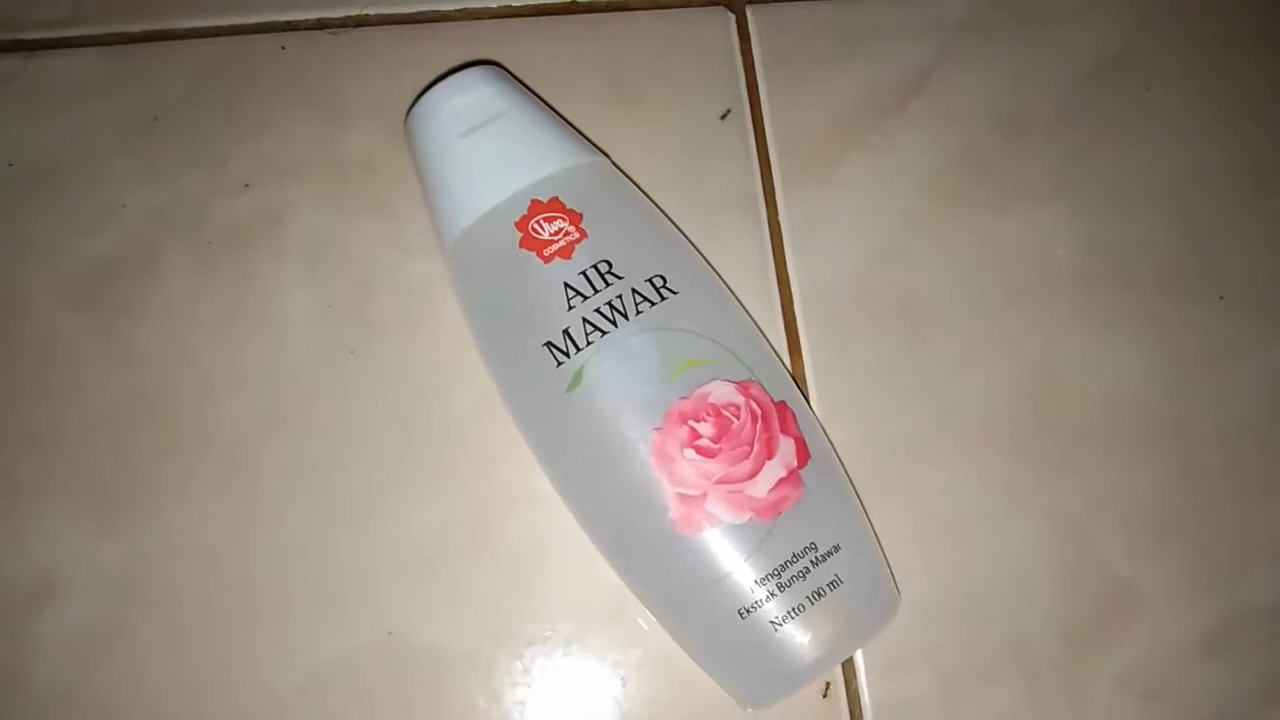 Viva
COSMETICS
AIR
MAWAR
Mengandung
Ekstrak Bunga Mawar
Netto 100 ml